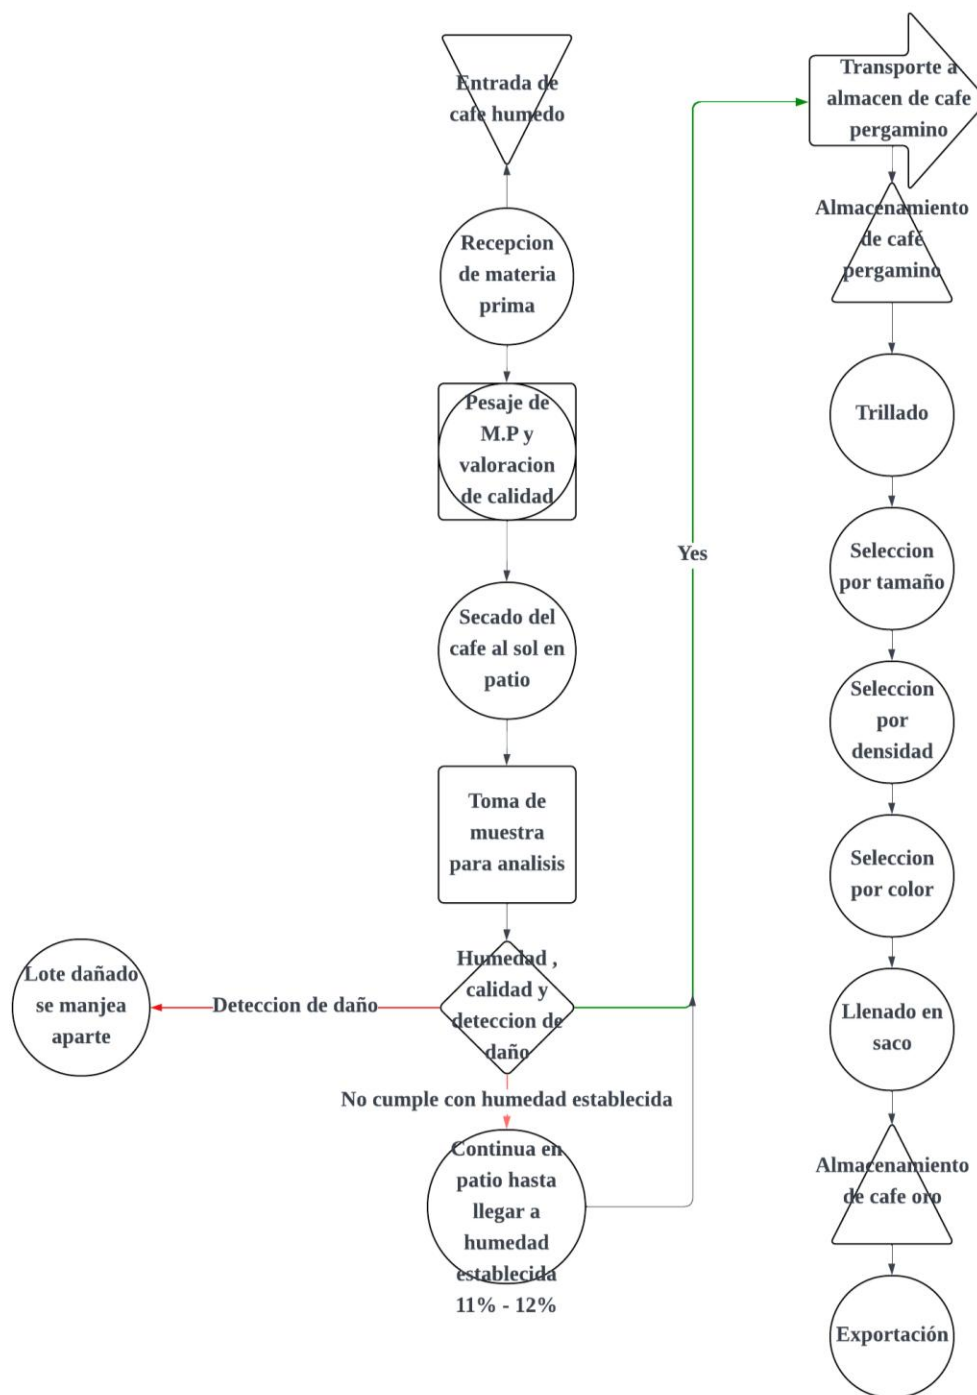 Entrada de
cafe humedo
Recepcion
de materia
prima
Pesaje de
M.P y
valoracion
de calidad
Secado del
cafe al sol en
patio
Toma de
muestra
para analisis
Humedad ,
calidad y
deteccion de
daño
Deteccion de daño
Lote dañado
se manjea
aparte
No cumple con humedad establecida
Continua en
patio hasta
llegar a
humedad
establecida
11% - 12%
Yes
Transporte a
almacen de cafe
pergamino
Almacenamiento
de café
pergamino
Trillado
Seleccion
por tamaño
Seleccion
por
densidad
Seleccion
por color
Llenado en
saco
Almacenamiento
de cafe oro
Exportación